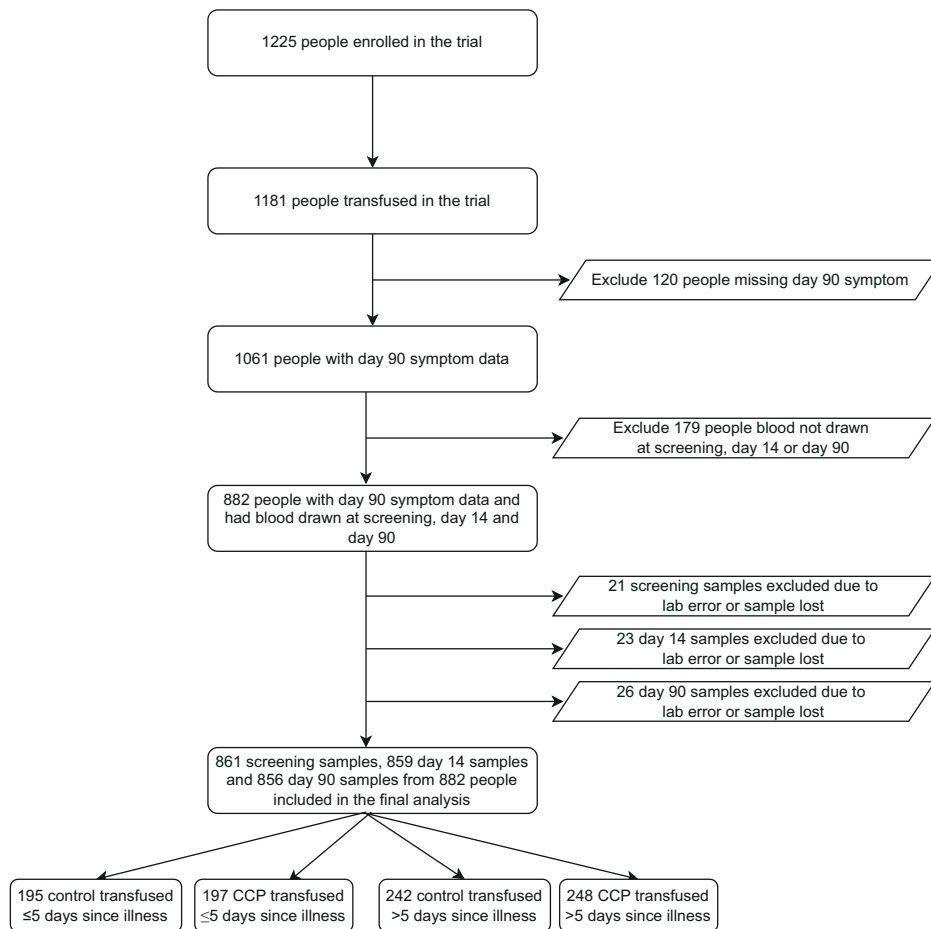 1225 people enrolled in the trial
1181 people transfused in the trial
Exclude 120 people missing day 90 symptom
1061 people with day 90 symptom data
Exclude 179 people blood not drawn
at screening, day 14 or day 90
882 people with day 90 symptom data and
had blood drawn at screening, day 14 and
day 90
21 screening samples excluded due to
lab error or sample lost
23 day 14 samples excluded due to
lab error or sample lost
26 day 90 samples excluded due to
lab error or sample lost
861 screening samples, 859 day 14 samples
and 856 day 90 samples from 882 people
included in the final analysis
195 control transfused
≤5 days since illness
197 CCP transfused
≤5 days since illness
242 control transfused
>5 days since illness
248 CCP transfused
>5 days since illness